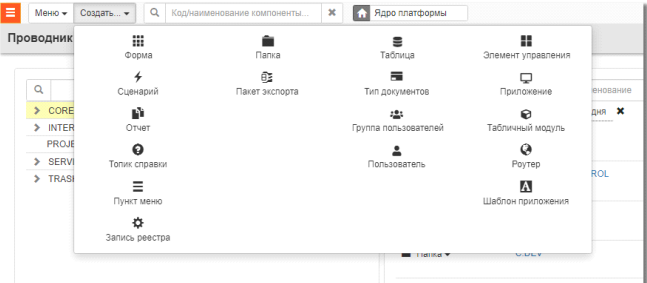 Меню Создать... Код/наименование компоненты... Ядро платформы
Проводник
Форма Папка Таблица Элемент управления
Сценарий Пакет экспорта Тип документов Приложение
Отчет Группа пользователей Табличный модуль
Топик справки Пользователь Роутер
Пункт меню Шаблон приложения
Запись реестра
CORE
INTER
PROJE
SERVI
TRASH
менование
дня
ROL
Папка C:DEV